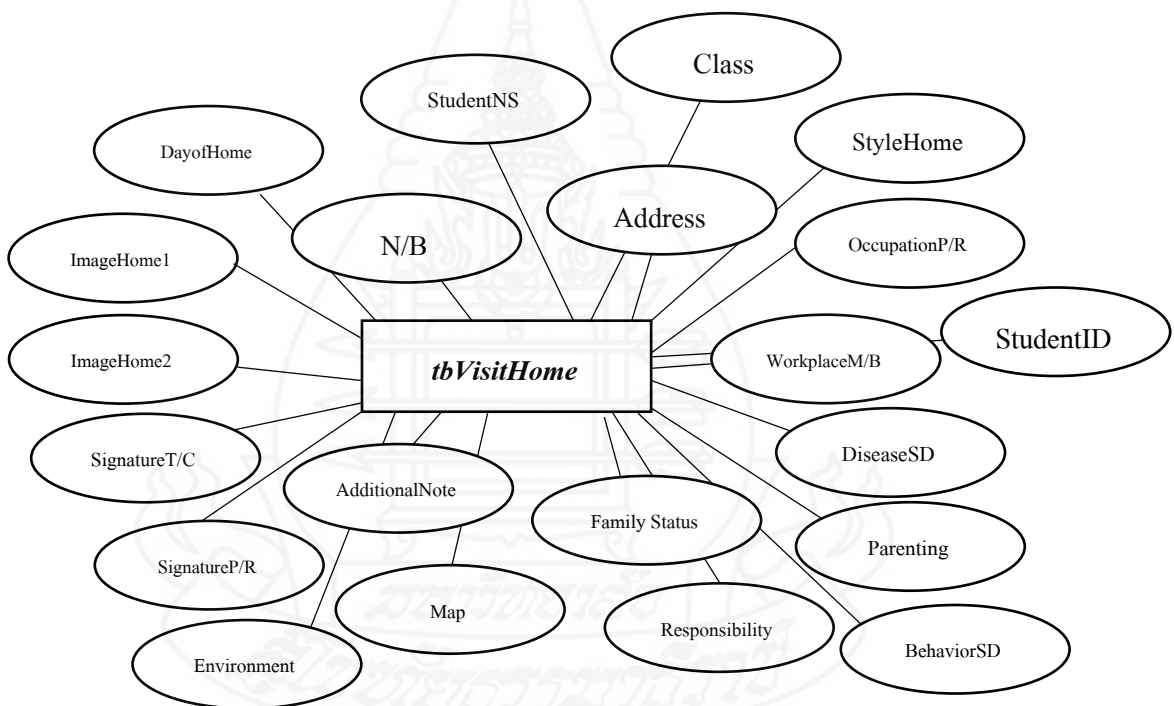 Class
StudentNS
StyleHome
DayofHome
Address
N/B
OccupationP/R
ImageHome1
StudentID
ImageHome2
tbVisitHome
WorkplaceM/B
SignatureT/C
AdditionalNote
DiseaseSD
Family Status
Parenting
SignatureP/R
Map
Responsibility
BehaviorSD
Environment